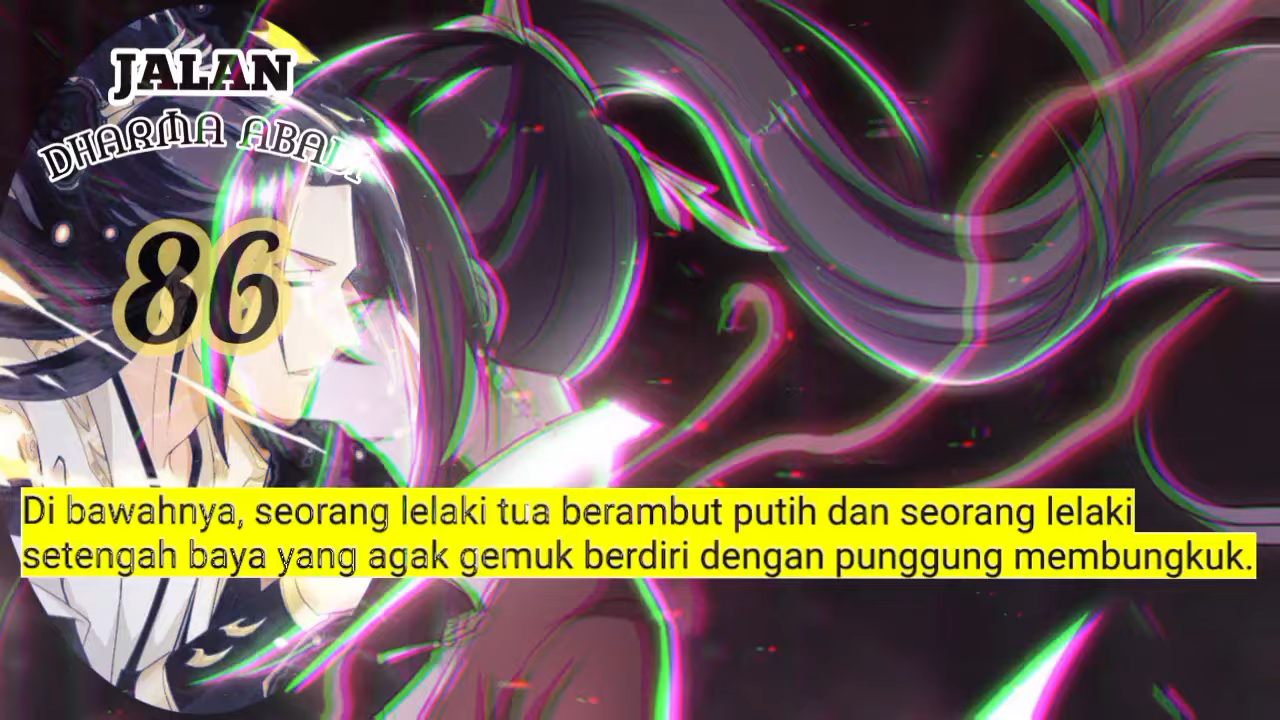 JALAN
DHARMA ABADI
86
Di bawahnya, seorang lelaki tua berambut putih dan seorang lelaki
setengah baya yang agak gemuk berdiri dengan punggung membungkuk.